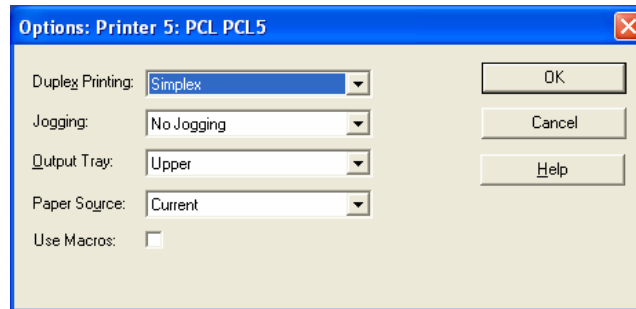 Options: Printer 5: PCL PCL5
Duplex Printing: Simplex
OK
Jogging: No Jogging
Cancel
Output Tray: Upper
Help
Paper Source: Current
Use Macros: